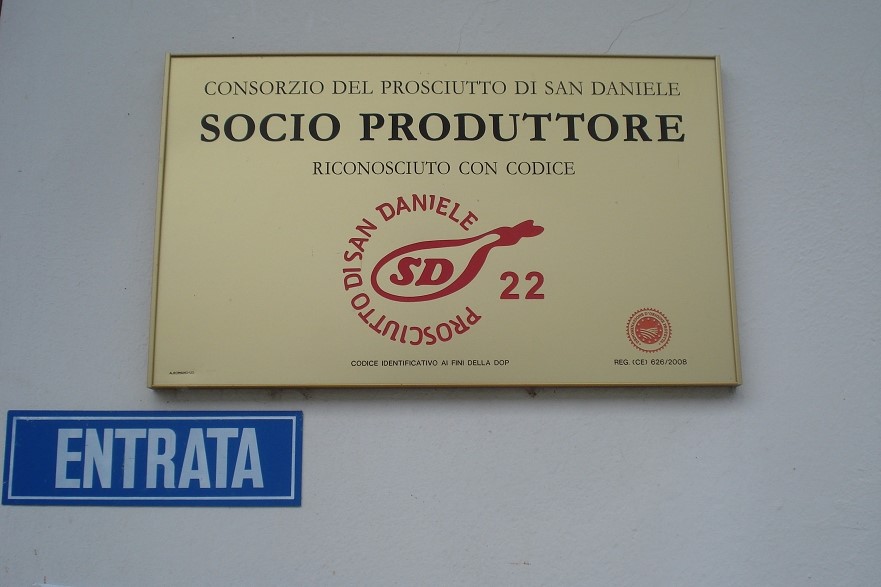 CONSORZIO DEL PROSCIUTTO DI SAN DANIELE
SOCIO PRODUTTORE
RICONOSCIUTO CON CODICE
PROSCIUTTO DI SAN DANIELE
SD
22
CODICE IDENTIFICATIVO AI FINI DELLA DOP
REG. (CE) 626/2008
ENTRATA